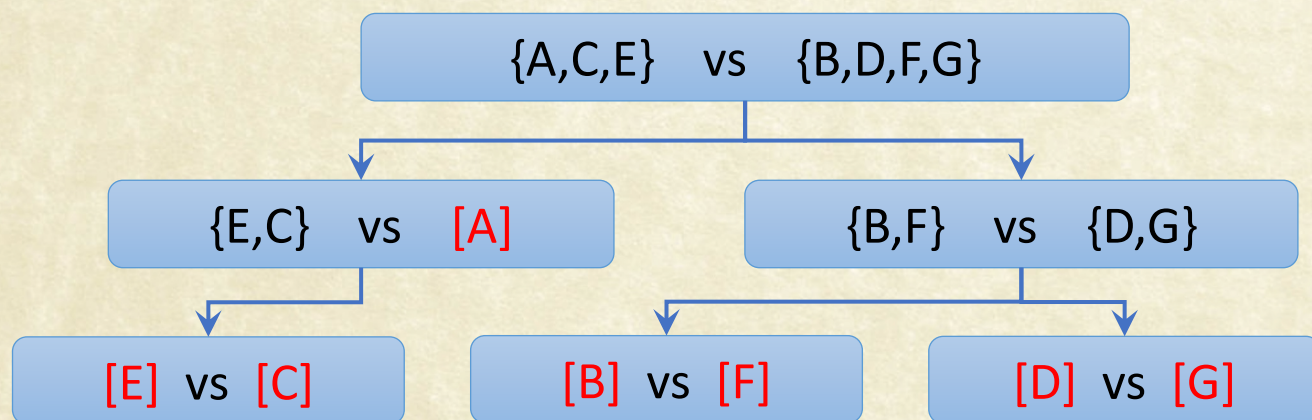 {A,C,E} vs {B,D,F,G}
{E,C} vs [A]
{B,F} vs {D,G}
[E] vs [C]
[B] vs [F]
[D] vs [G]